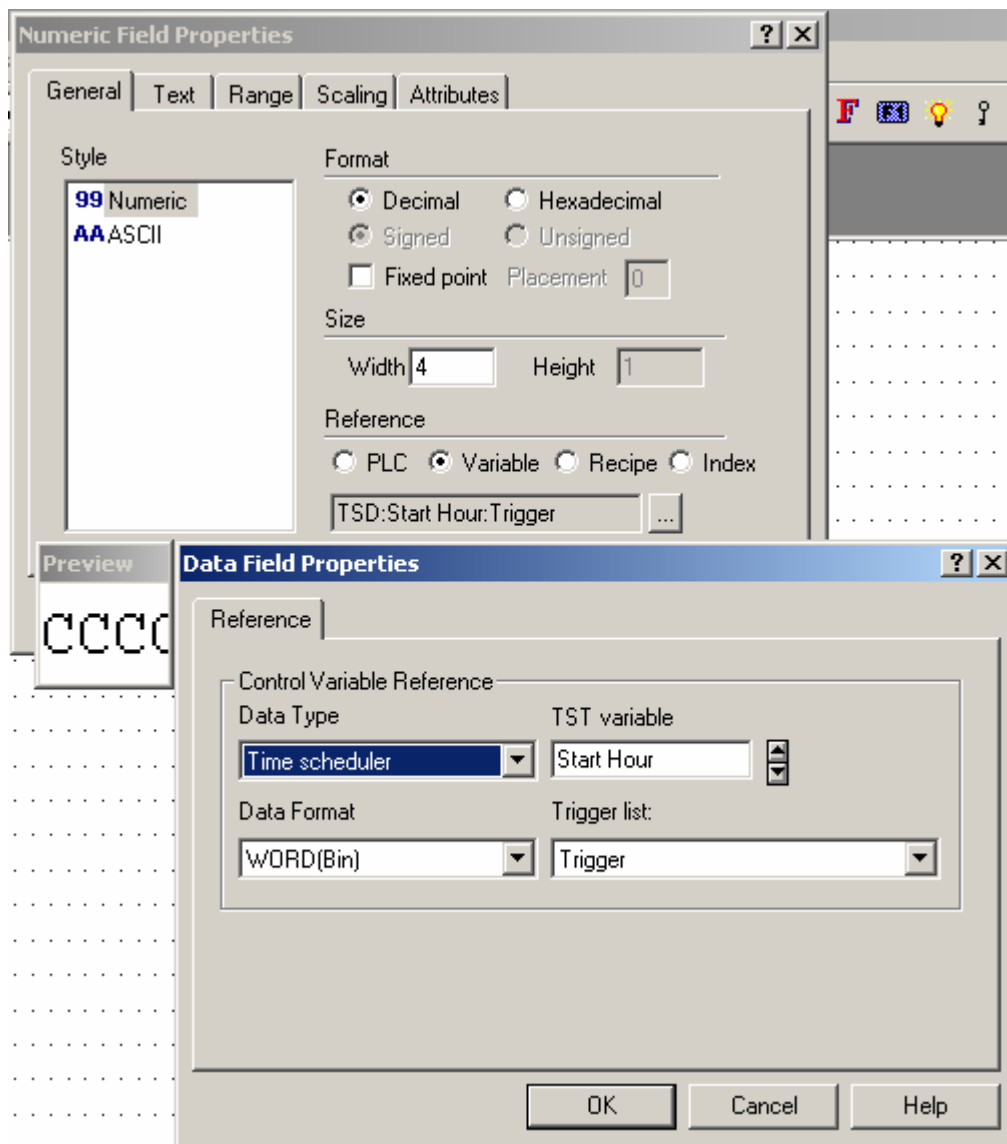 Numeric Field Properties
General Text Range Scaling Attributes
F F1
Style
99 Numeric
AA ASCII
Format
Decimal Hexadecimal
Signed Unsigned
Fixed point Placement 0
Size
Width 4 Height 1
Reference
PLC Variable Recipe Index
TSD:Start Hour:Trigger ...
Preview
CCCC
Data Field Properties
Reference
Control Variable Reference
Data Type TST variable
Time scheduler Start Hour
Data Format Trigger list:
WORD(Bin) Trigger
OK Cancel Help